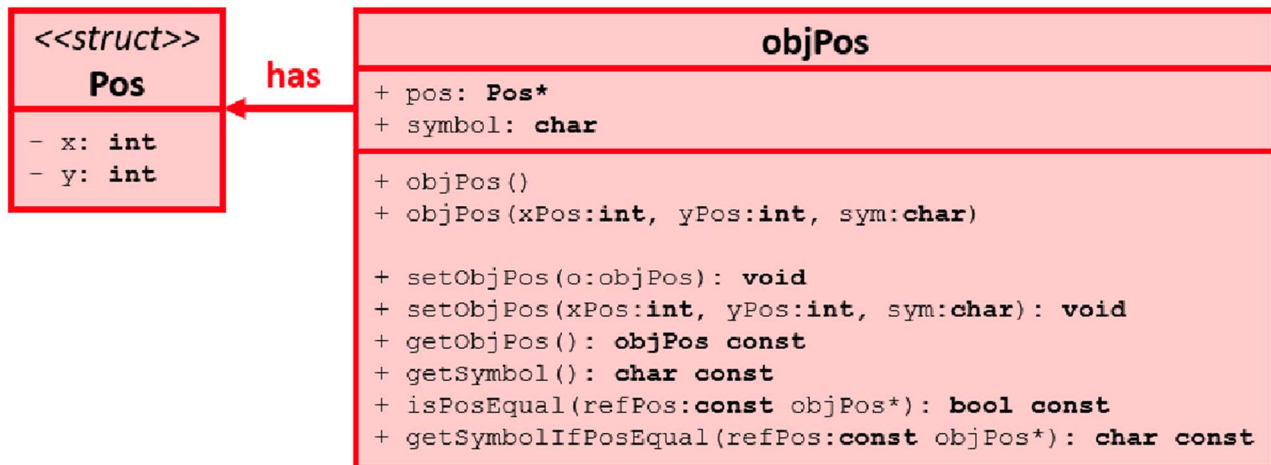 <<struct>>
Pos
- x: int
- y: int
has
objPos
+ pos: Pos*
+ symbol: char
+ objPos()
+ objPos(xPos:int, yPos:int, sym:char)
+ setObjPos(o:objPos): void
+ setObjPos(xPos:int, yPos:int, sym:char): void
+ getObjPos(): objPos const
+ getSymbol(): char const
+ isPosEqual(refPos:const objPos*): bool const
+ getSymbolIfPosEqual(refPos:const objPos*): char const